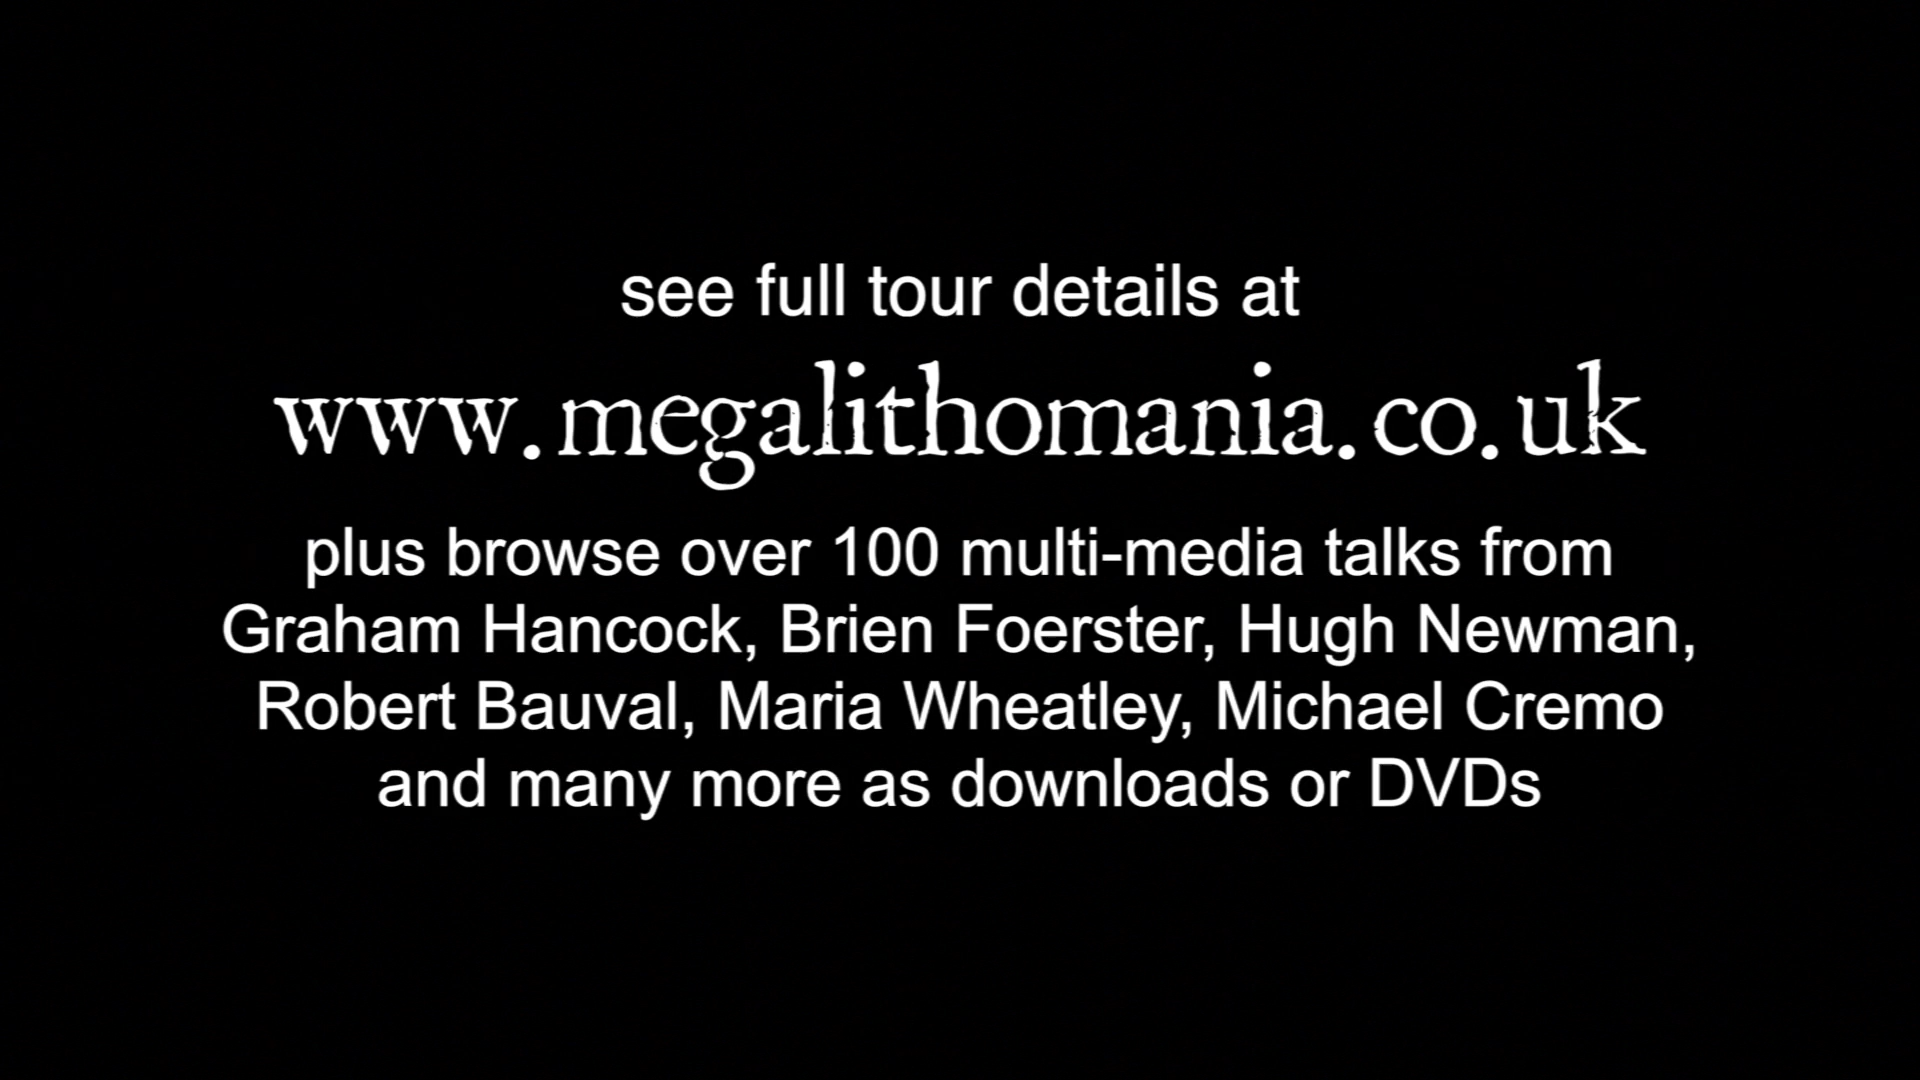 see full tour details at
www.megalithomania.co.uk
plus browse over 100 multi-media talks from
Graham Hancock, Brien Foerster, Hugh Newman,
Robert Bauval, Maria Wheatley, Michael Cremo
and many more as downloads or DVDs